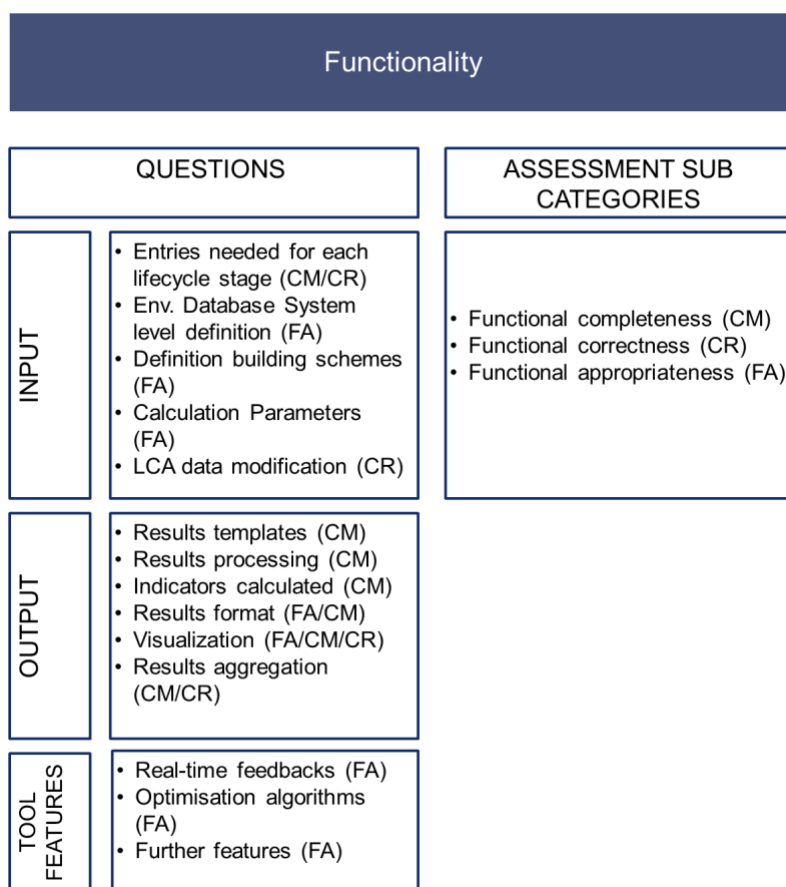 Functionality
QUESTIONS
ASSESSMENT SUB
CATEGORIES
INPUT
• Entries needed for each
lifecycle stage (CM/CR)
• Env. Database System
level definition (FA)
• Definition building schemes
(FA)
• Calculation Parameters
(FA)
• LCA data modification (CR)
• Functional completeness (CM)
• Functional correctness (CR)
• Functional appropriateness (FA)
OUTPUT
• Results templates (CM)
• Results processing (CM)
• Indicators calculated (CM)
• Results format (FA/CM)
• Visualization (FA/CM/CR)
• Results aggregation
(CM/CR)
TOOL
FEATURES
• Real-time feedbacks (FA)
• Optimisation algorithms
(FA)
• Further features (FA)